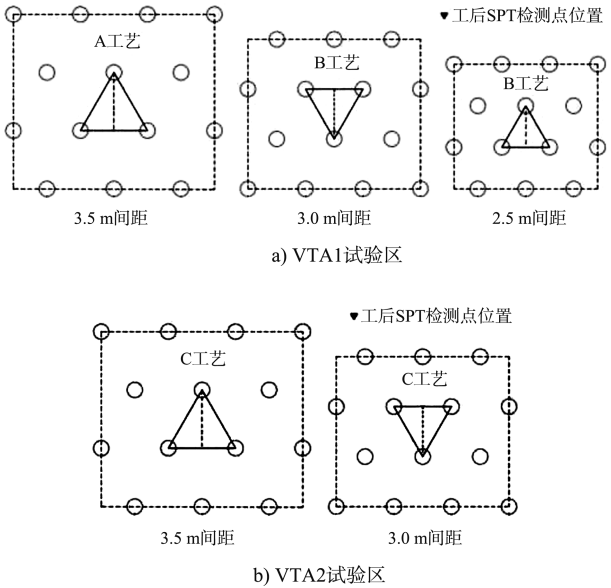 ▼工后SPT检测点位置
A工艺
B工艺
B工艺
3.5 m间距
3.0 m间距
2.5 m间距
a) VTA1试验区
▼工后SPT检测点位置
C工艺
C工艺
3.5 m间距
3.0 m间距
b) VTA2试验区